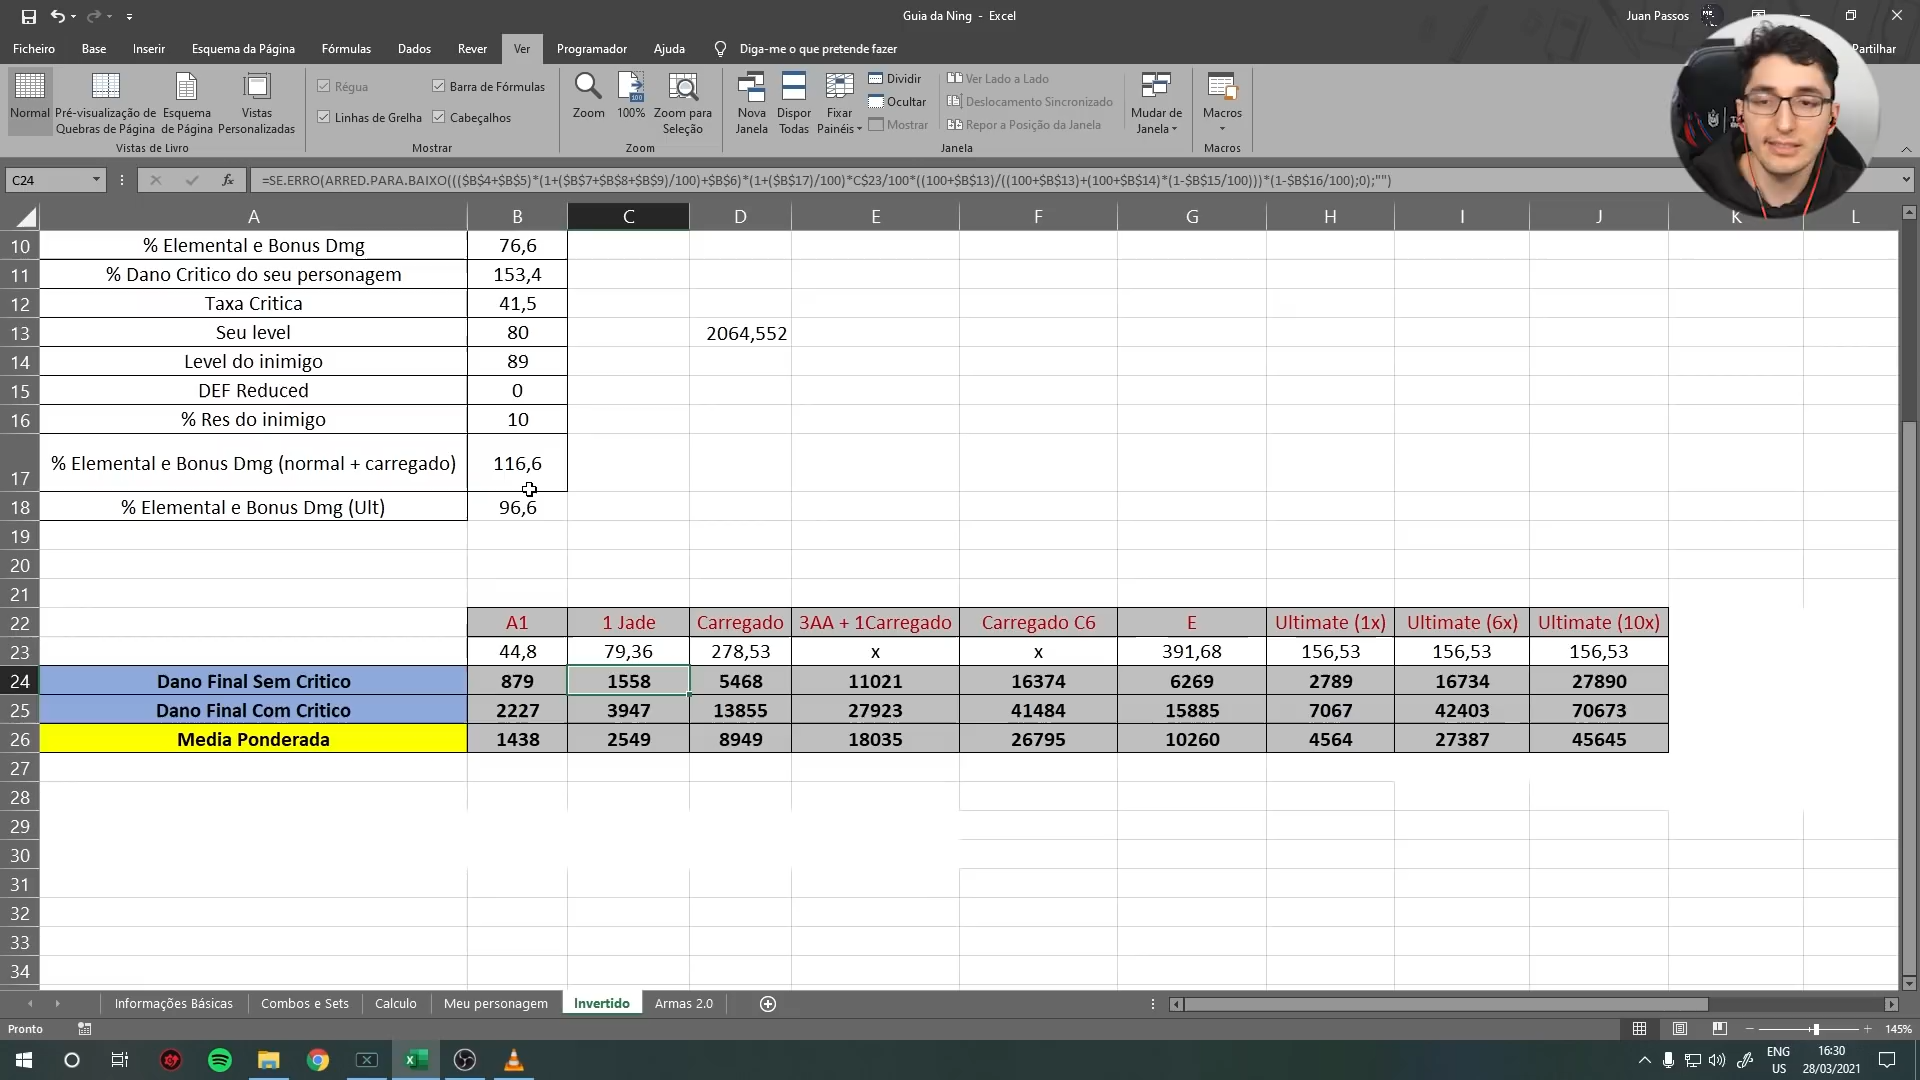 Guia da Ning - Excel
Juan Passos
Ficheiro Base Inserir Esquema da Página Fórmulas Dados Rever Ver Programador Ajuda Diga-me o que pretende fazer Partilhar
Normal
Pré-visualização de Quebras de Página
Esquema de Página
Vistas Personalizadas
Vistas de Livro
Régua
Barra de Fórmulas
Linhas de Grelha
Cabeçalhos
Mostrar
Zoom
100
100%
Zoom para Seleção
Zoom
Nova Janela
Dispor Todas
Fixar Painéis
Dividir
Ocultar
Mostrar
Ver Lado a Lado
Deslocamento Sincronizado
Repor a Posição da Janela
Mudar de Janela
Janela
Macros
Macros
C24 fx =SE.ERRO(ARRED.PARA.BAIXO((($B$4+$B$5)*(1+($B$7+$B$8+$B$9)/100)+$B$6)*(1+($B$17)/100)*C$23/100*((100+$B$13)/((100+$B$13)+(100+$B$14)*(1-$B$15/100)))*(1-$B$16/100);0);"")
A B C D E F G H I J K L
10 % Elemental e Bonus Dmg 76,6
11 % Dano Critico do seu personagem 153,4
12 Taxa Critica 41,5
13 Seu level 80 2064,552
14 Level do inimigo 89
15 DEF Reduced 0
16 % Res do inimigo 10
17 % Elemental e Bonus Dmg (normal + carregado) 116,6
18 % Elemental e Bonus Dmg (Ult) 96,6
19
20
21
22 A1 1 Jade Carregado 3AA + 1Carregado Carregado C6 E Ultimate (1x) Ultimate (6x) Ultimate (10x)
23 44,8 79,36 278,53 x x 391,68 156,53 156,53 156,53
24 Dano Final Sem Critico 879 1558 5468 11021 16374 6269 2789 16734 27890
25 Dano Final Com Critico 2227 3947 13855 27923 41484 15885 7067 42403 70673
26 Media Ponderada 1438 2549 8949 18035 26795 10260 4564 27387 45645
27
28
29
30
31
32
33
34
Informações Básicas Combos e Sets Calculo Meu personagem Invertido Armas 2.0
Pronto 145%
ENG 16:30
US 28/03/2021